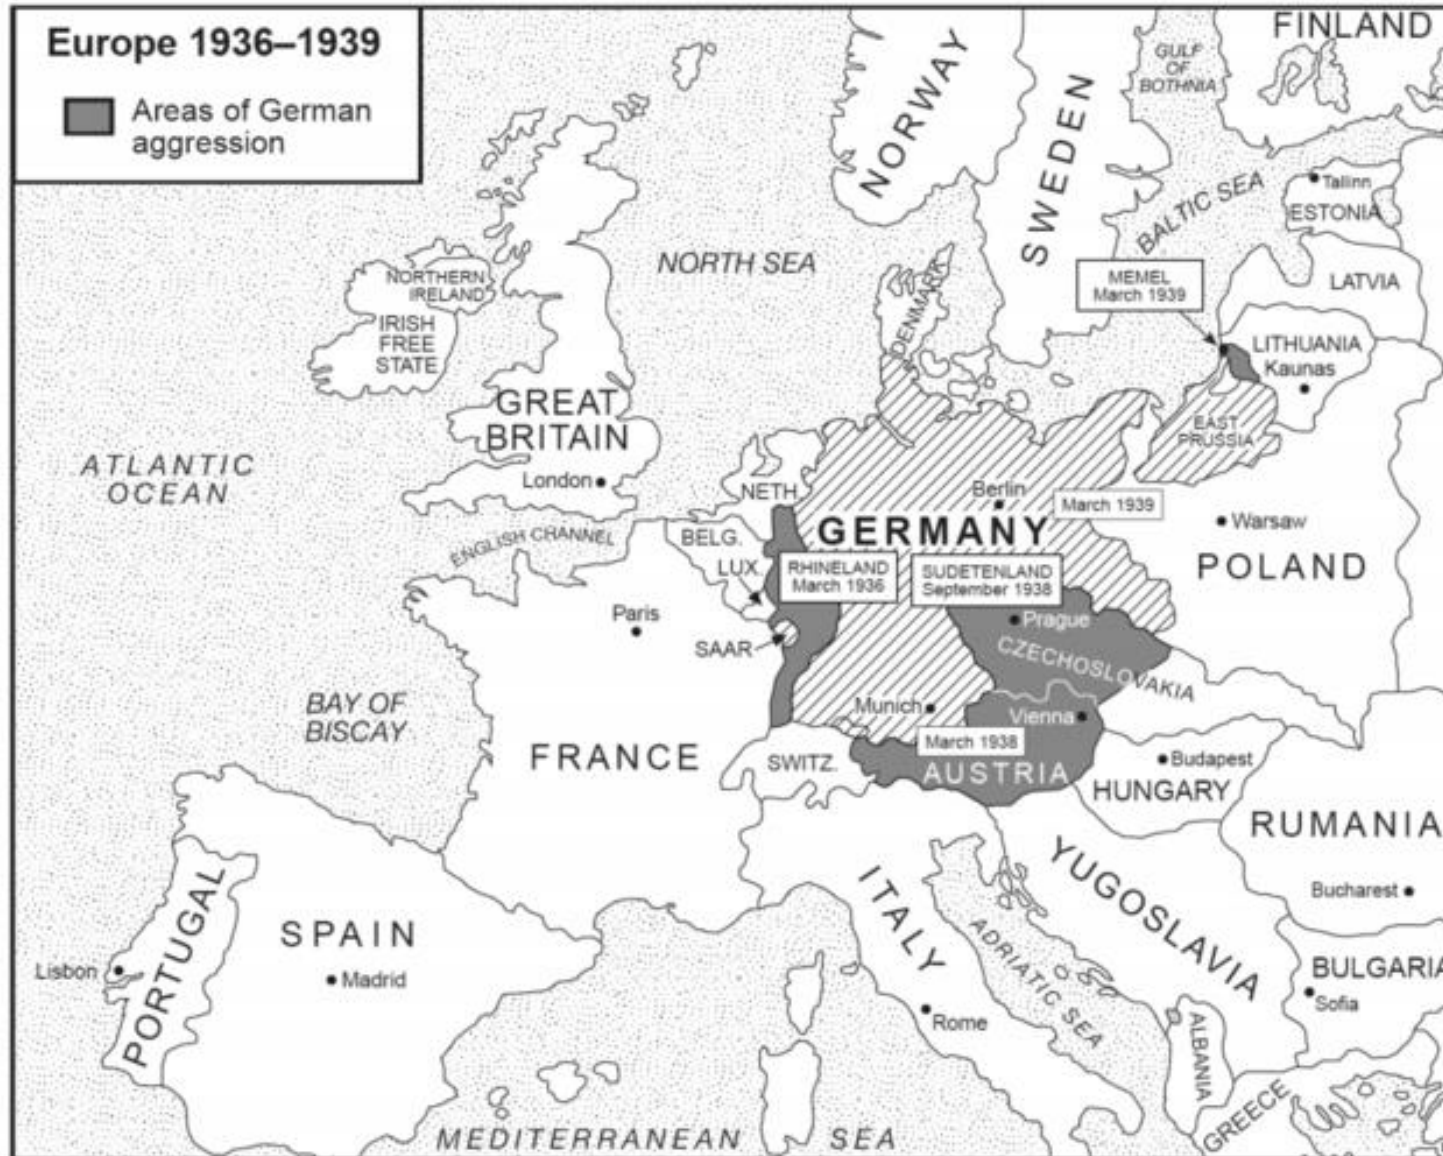 Europe 1936–1939
Areas of German
aggression
FINLAND
GULF
OF
BOTHNIA
NORWAY
SWEDEN
BALTIC SEA
Tallinn
ESTONIA
LATVIA
MEMEL
March 1939
LITHUANIA
Kaunas
NORTH SEA
DENMARK
NORTHERN
IRELAND
IRISH
FREE
STATE
GREAT
BRITAIN
London
ATLANTIC
OCEAN
ENGLISH CHANNEL
NETH.
BELG.
LUX.
EAST
PRUSSIA
Berlin
March 1939
GERMANY
Warsaw
POLAND
RHINELAND
March 1936
SUDETENLAND
September 1938
Paris
SAAR
Prague
CZECHOSLOVAKIA
BAY OF
BISCAY
FRANCE
Munich
Vienna
March 1938
SWITZ.
AUSTRIA
Budapest
HUNGARY
RUMANIA
Bucharest
YUGOSLAVIA
ITALY
ADRIATIC SEA
PORTUGAL
SPAIN
Lisbon
Madrid
Rome
BULGARIA
Sofia
ALBANIA
GREECE
MEDITERRANEAN SEA